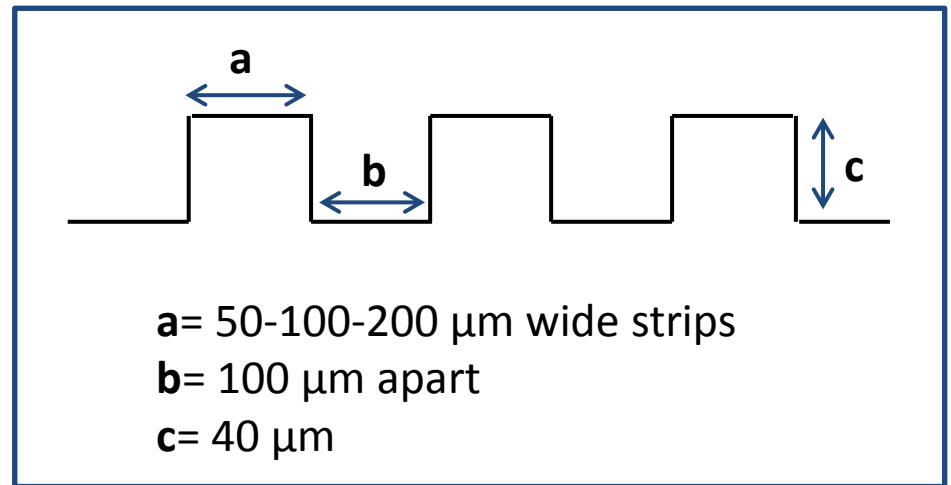 a
b
c
a= 50-100-200 µm wide strips
b= 100 µm apart
c= 40 µm